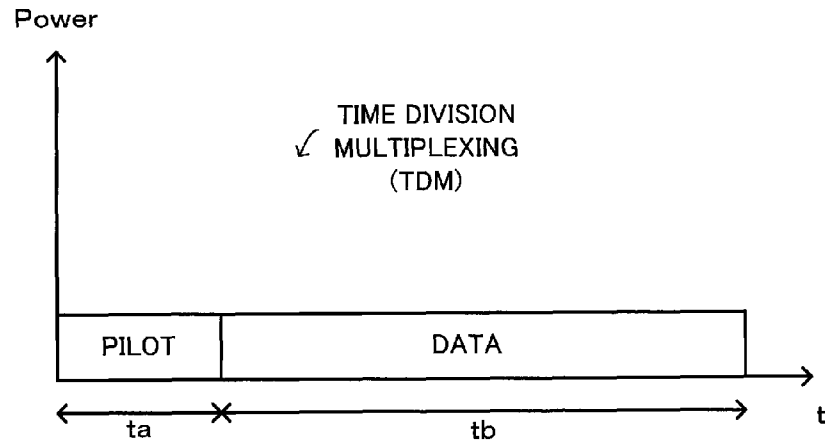 Power
TIME DIVISION
MULTIPLEXING
(TDM)
PILOT
DATA
ta
tb
t